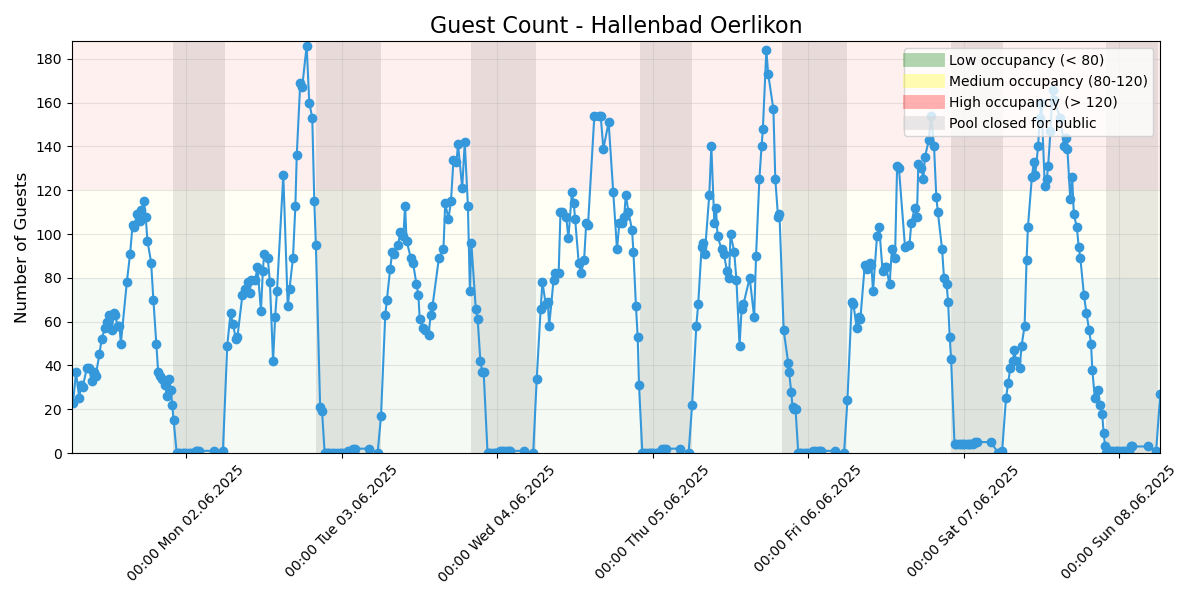 Guest Count - Hallenbad Oerlikon
Number of Guests
180
160
140
120
100
80
60
40
20
0
Low occupancy (< 80)
Medium occupancy (80-120)
High occupancy (> 120)
Pool closed for public
00:00 Mon 02.06.2025
00:00 Tue 03.06.2025
00:00 Wed 04.06.2025
00:00 Thu 05.06.2025
00:00 Fri 06.06.2025
00:00 Sat 07.06.2025
00:00 Sun 08.06.2025